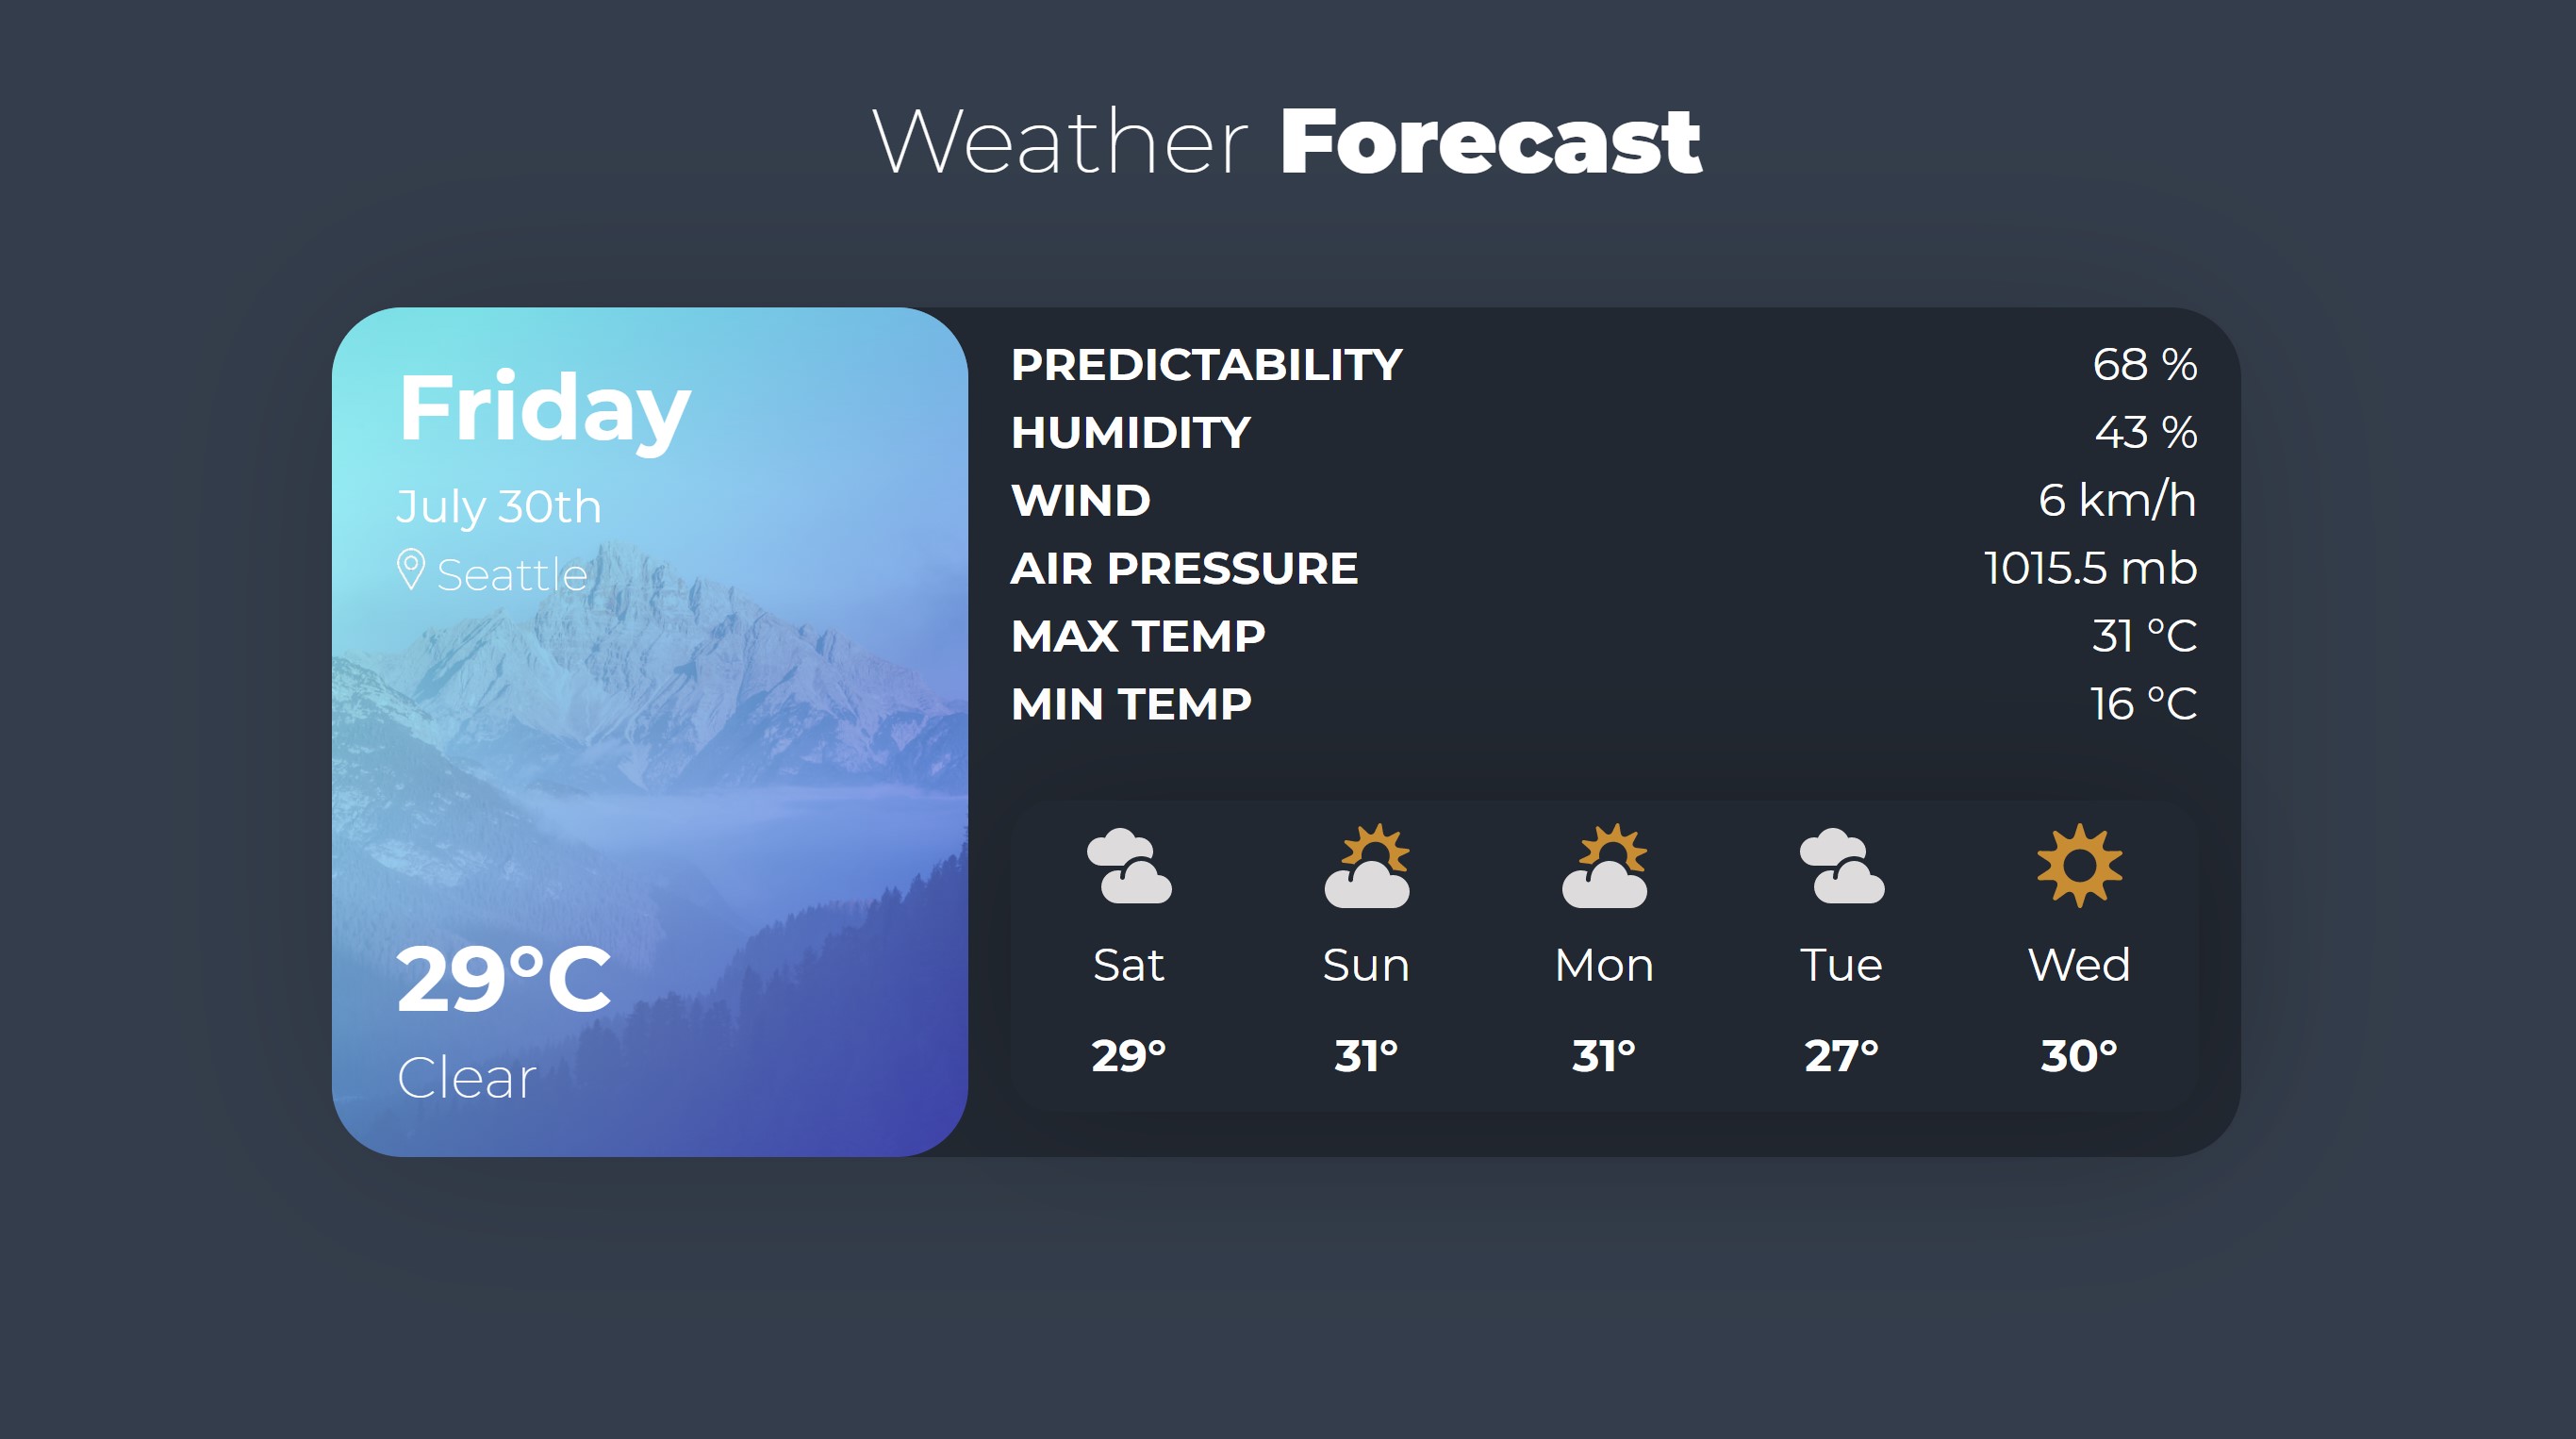 Weather Forecast
Friday
July 30th
Seattle
29°C
Clear
PREDICTABILITY 68 %
HUMIDITY 43 %
WIND 6 km/h
AIR PRESSURE 1015.5 mb
MAX TEMP 31 °C
MIN TEMP 16 °C
Sat Sun Mon Tue Wed
29° 31° 31° 27° 30°